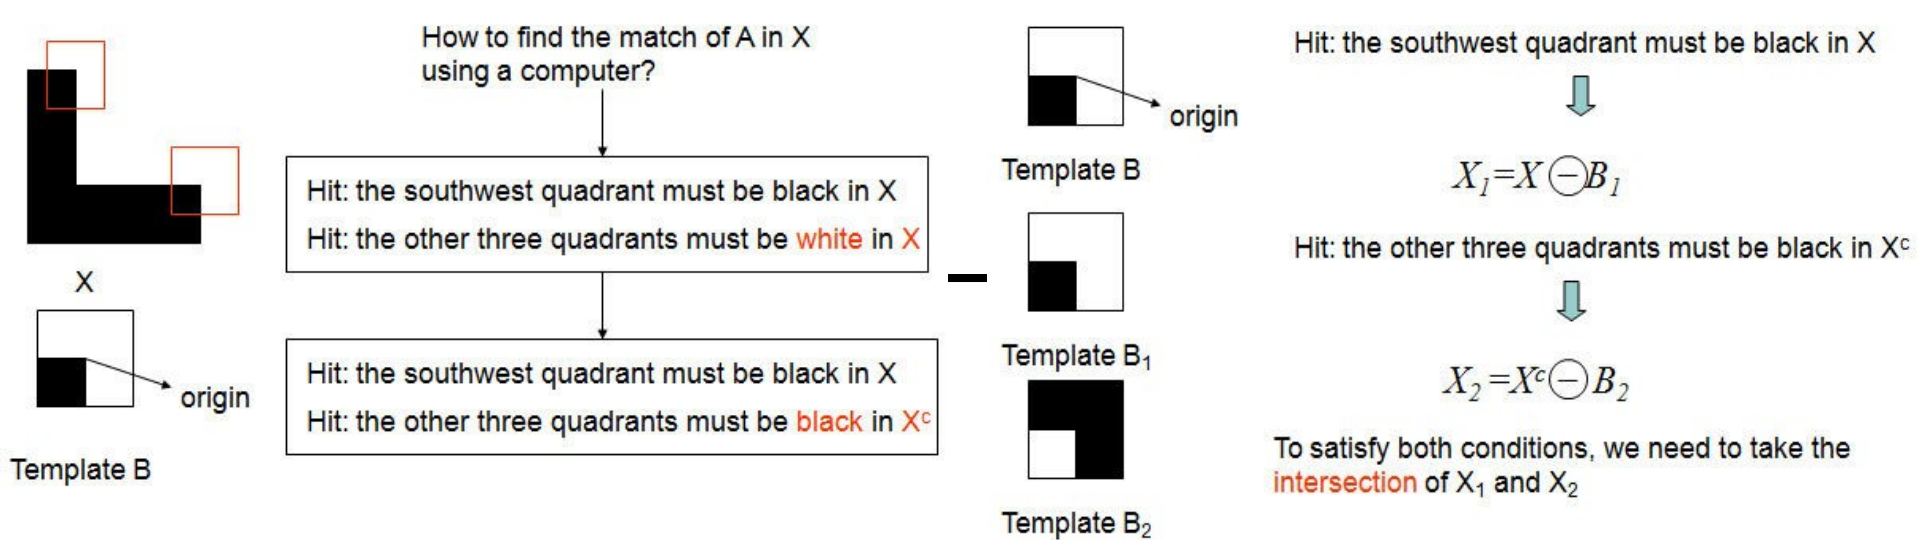 How to find the match of A in X
using a computer?
Hit: the southwest quadrant must be black in X
Hit: the other three quadrants must be white in X
Hit: the southwest quadrant must be black in X
Hit: the other three quadrants must be black in Xᶜ
X
origin
Template B
origin
Template B
Template B₁
Template B₂
Hit: the southwest quadrant must be black in X
X₁=X⊖B₁
Hit: the other three quadrants must be black in Xᶜ
X₂=Xᶜ⊖B₂
To satisfy both conditions, we need to take the
intersection of X₁ and X₂